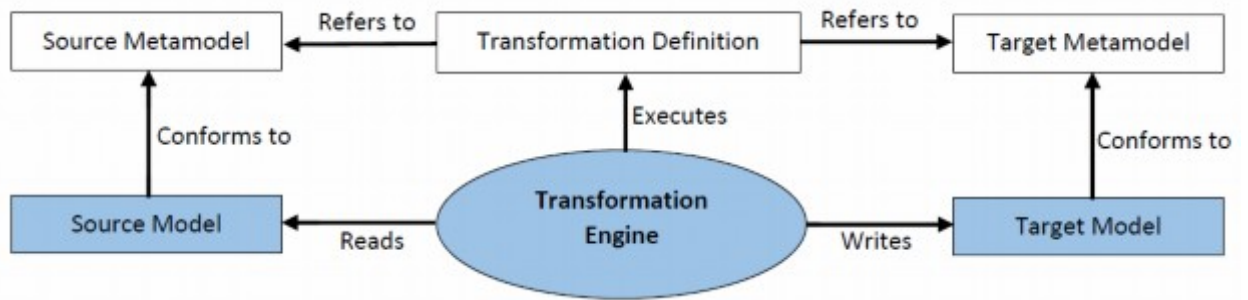 Refers to
Refers to
Source Metamodel
Transformation Definition
Target Metamodel
Conforms to
Executes
Conforms to
Source Model
Transformation
Engine
Target Model
Reads
Writes